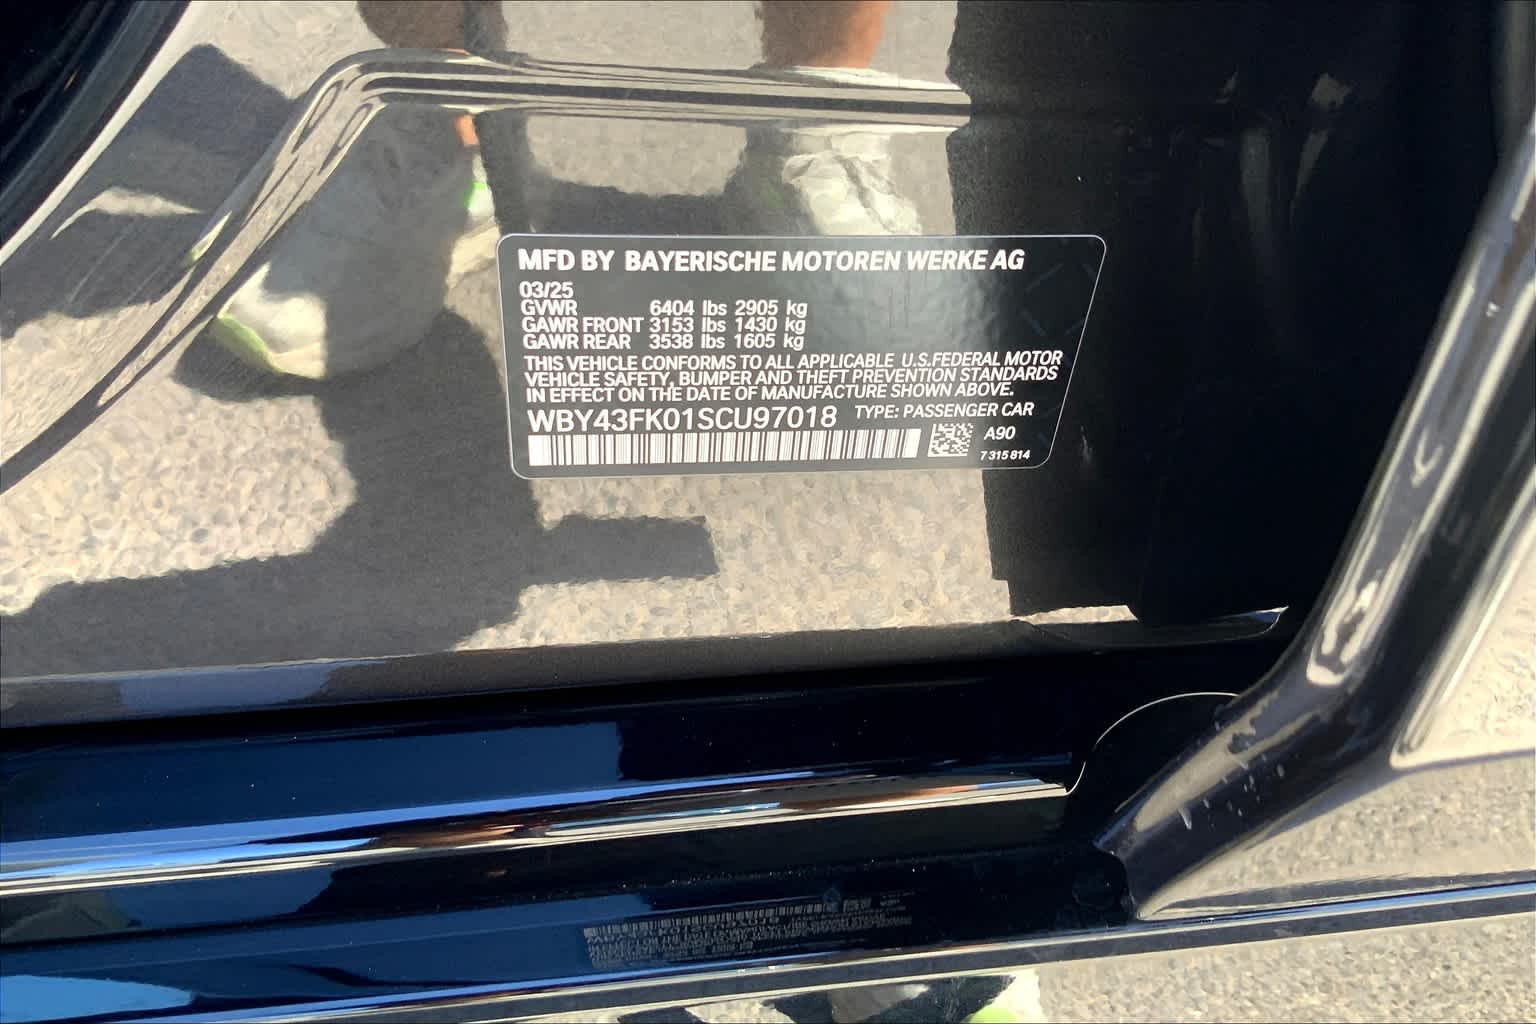 MFD BY BAYERISCHE MOTOREN WERKE AG
03/25
GVWR 6404 lbs 2905 kg
GAWR FRONT 3153 lbs 1430 kg
GAWR REAR 3538 lbs 1605 kg
THIS VEHICLE CONFORMS TO ALL APPLICABLE U.S.FEDERAL MOTOR
VEHICLE SAFETY, BUMPER AND THEFT PREVENTION STANDARDS
IN EFFECT ON THE DATE OF MANUFACTURE SHOWN ABOVE.
WBY43FK01SCU97018 TYPE: PASSENGER CAR
A90
7 315 814